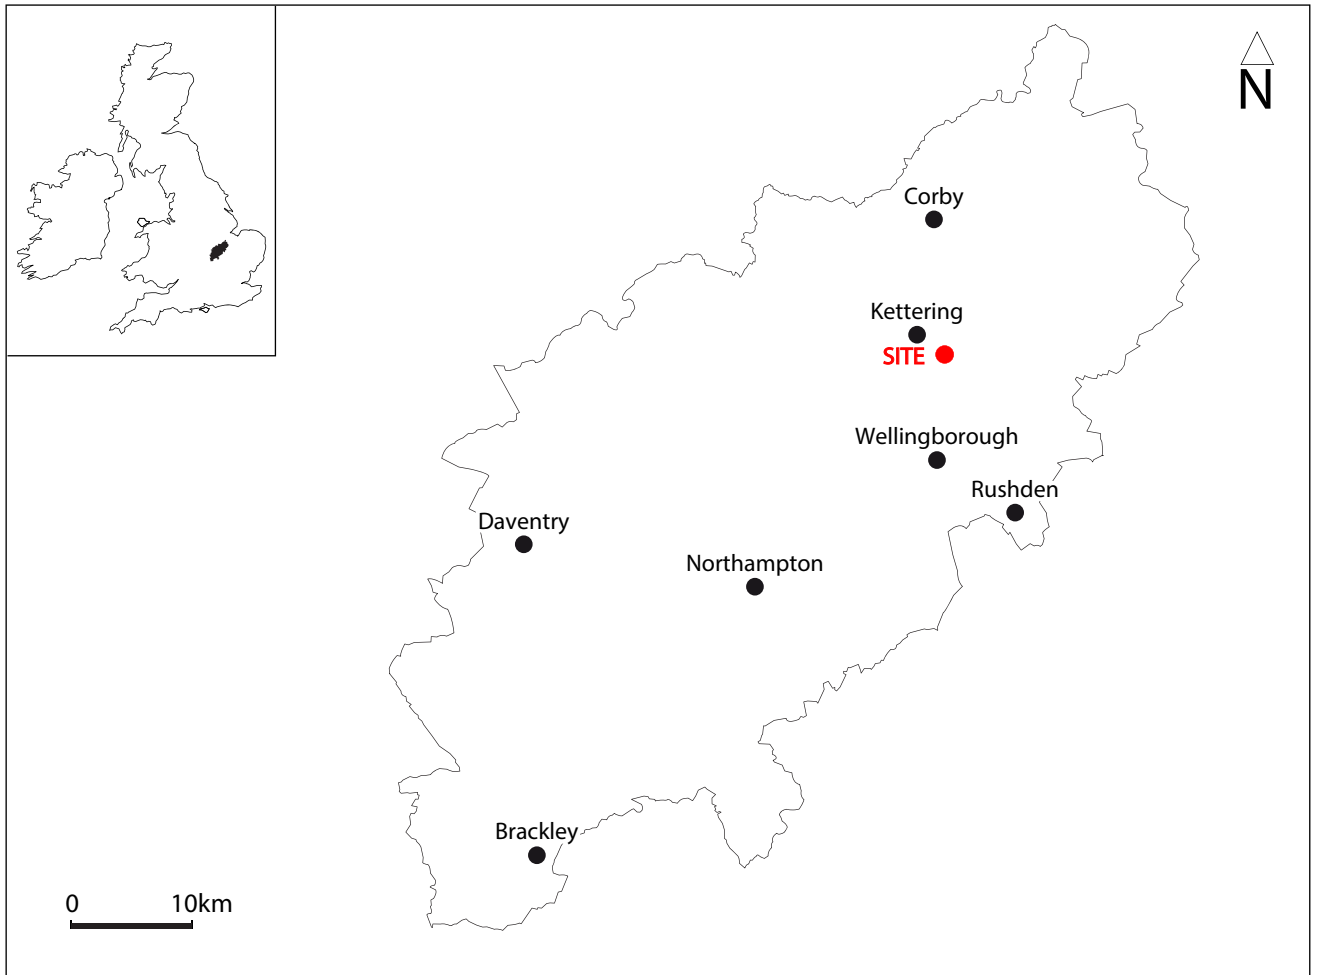 N
Corby
Kettering
SITE
Wellingborough
Rushden
Daventry
Northampton
Brackley
0 10km